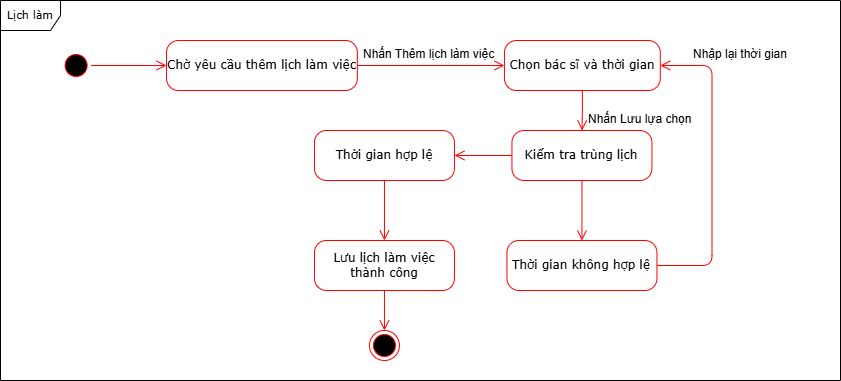 Lịch làm
Chờ yêu cầu thêm lịch làm việc
Nhấn Thêm lịch làm việc
Chọn bác sĩ và thời gian
Nhập lại thời gian
Nhấn Lưu lựa chọn
Thời gian hợp lệ
Kiểm tra trùng lịch
Lưu lịch làm việc
thành công
Thời gian không hợp lệ